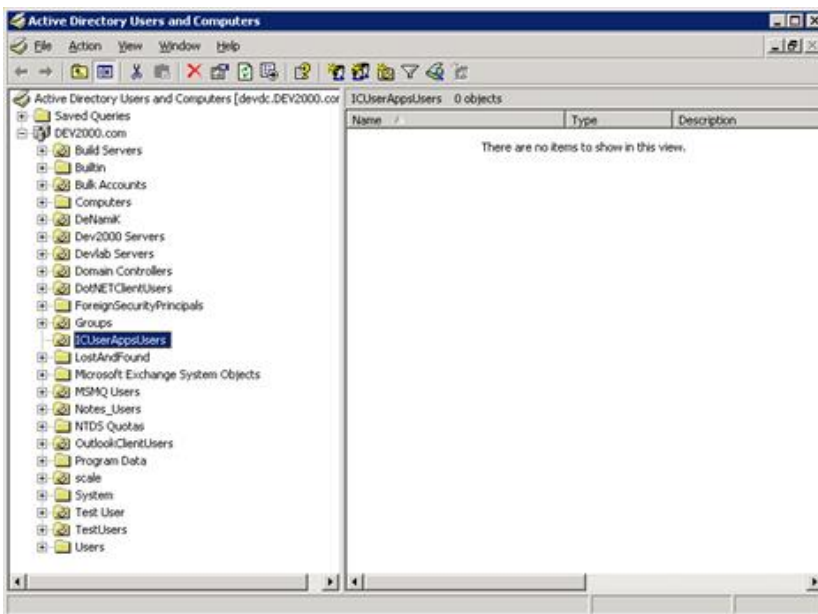 Active Directory Users and Computers
File Action View Window Help
Active Directory Users and Computers [devdc.DEV2000.cor
Saved Queries
DEV2000.com
Build Servers
Builtin
Bulk Accounts
Computers
DeNamiK
Dev2000 Servers
Devlab Servers
Domain Controllers
DotNETClientUsers
ForeignSecurityPrincipals
Groups
ICUserAppsUsers
LostAndFound
Microsoft Exchange System Objects
MSMQ Users
Notes_Users
NTDS Quotas
OutlookClientUsers
Program Data
scale
System
Test User
TestUsers
Users
ICUserAppsUsers 0 objects
Name Type Description
There are no items to show in this view.